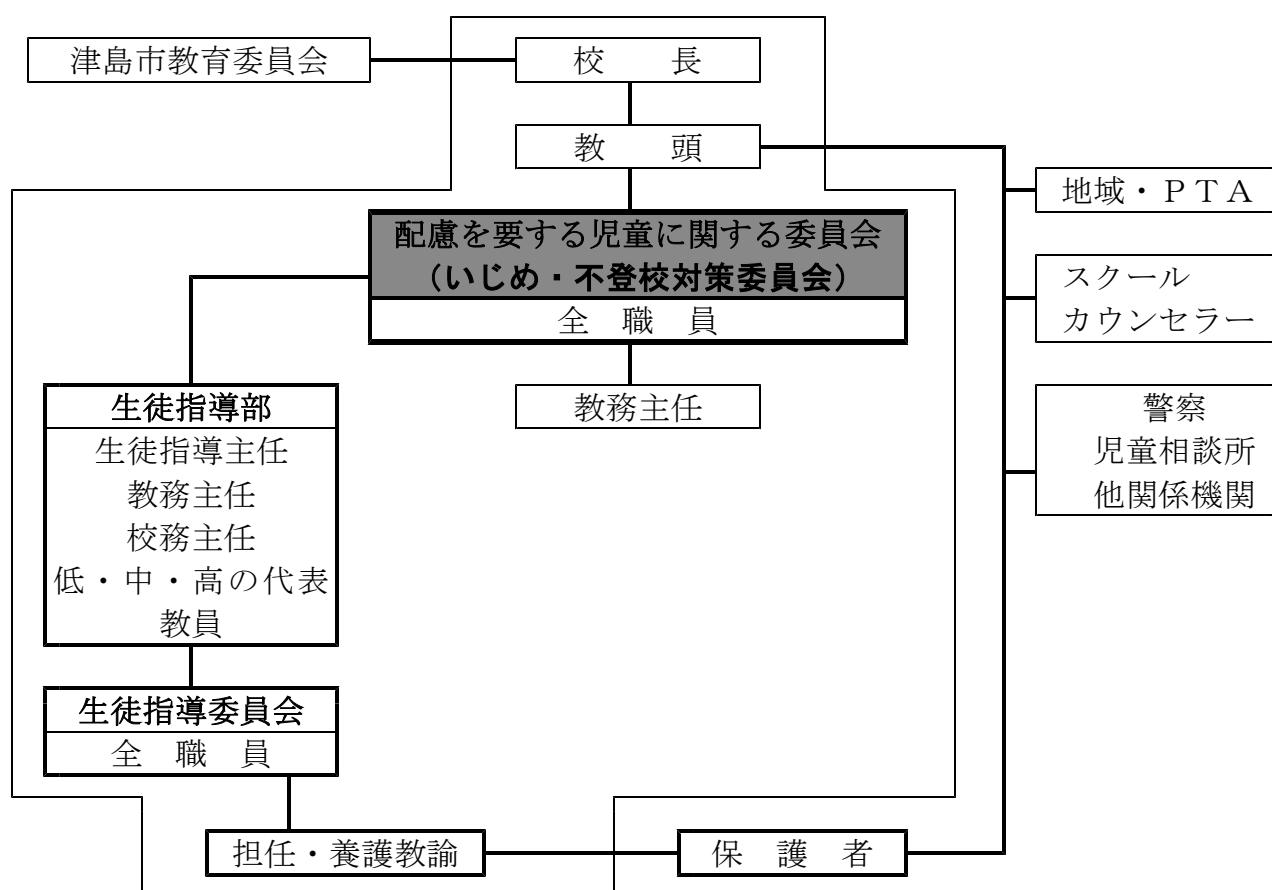 津島市教育委員会
校　　長
教　　頭
地域・ＰＴＡ
配慮を要する児童に関する委員会
（いじめ・不登校対策委員会）
全　職　員
スクール
カウンセラー
教務主任
生徒指導部
生徒指導主任
教務主任
校務主任
低・中・高の代表
教員
警察
児童相談所
他関係機関
生徒指導委員会
全　職　員
担任・養護教諭
保　護　者